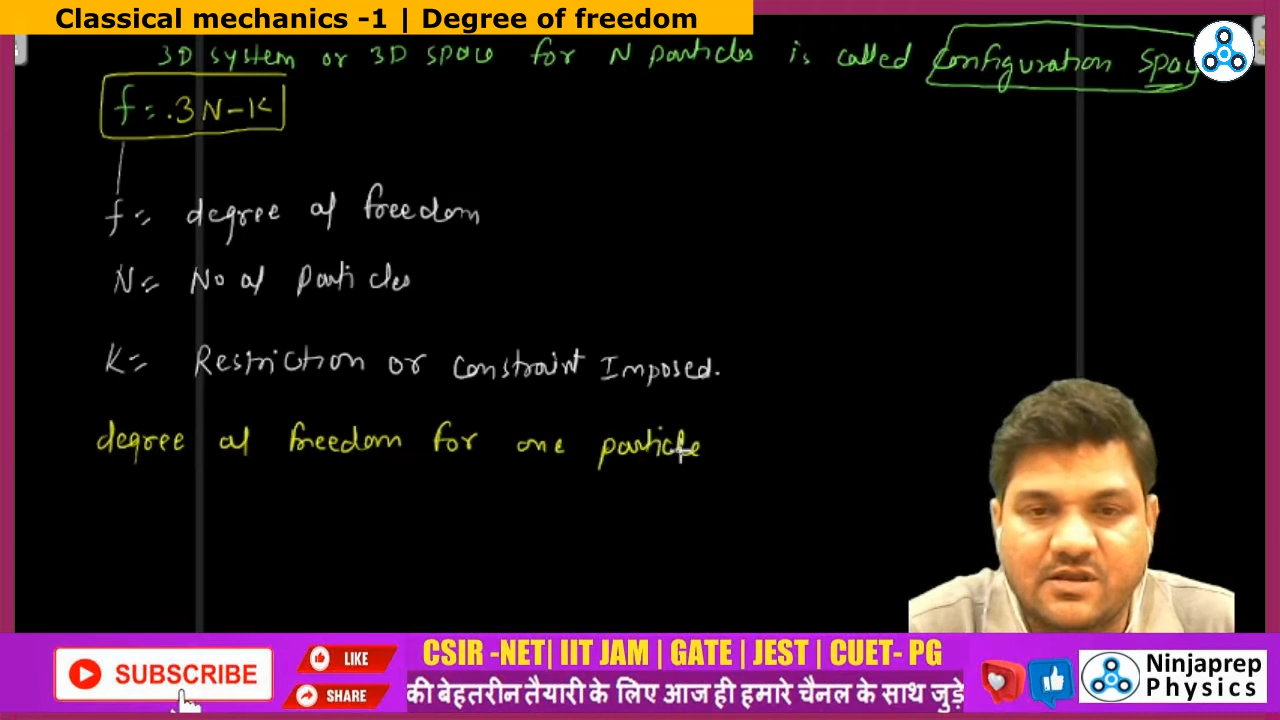 Classical mechanics -1 | Degree of freedom
3D system or 3D space for N particles is called Configuration Space
f = 3N-K
f = degree of freedom
N = No of Particles
K = Restriction or Constraint Imposed.
degree of freedom for one particle
SUBSCRIBE
LIKE
SHARE
CSIR -NET| IIT JAM | GATE | JEST | CUET- PG
की बेहतरीन तैयारी के लिए आज ही हमारे चैनल के साथ जुड़े
Ninjaprep
Physics